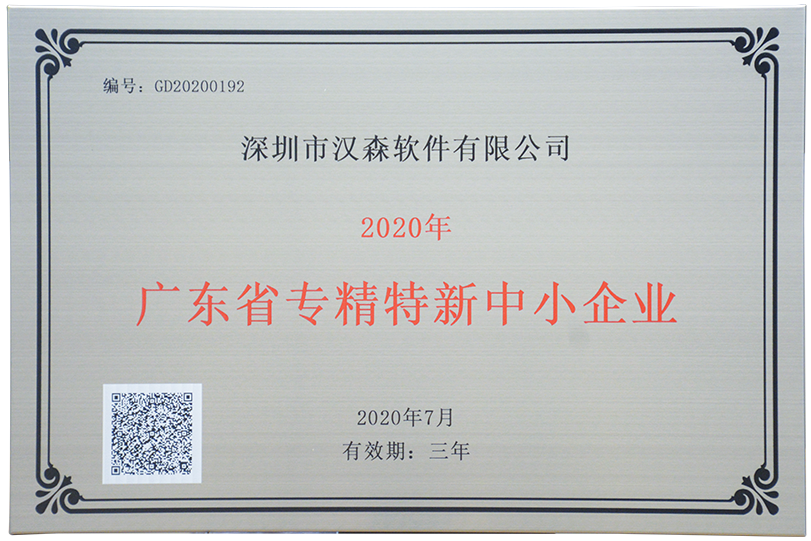 编号：GD20200192
深圳市汉森软件有限公司
2020年
广东省专精特新中小企业
2020年7月
有效期：三年